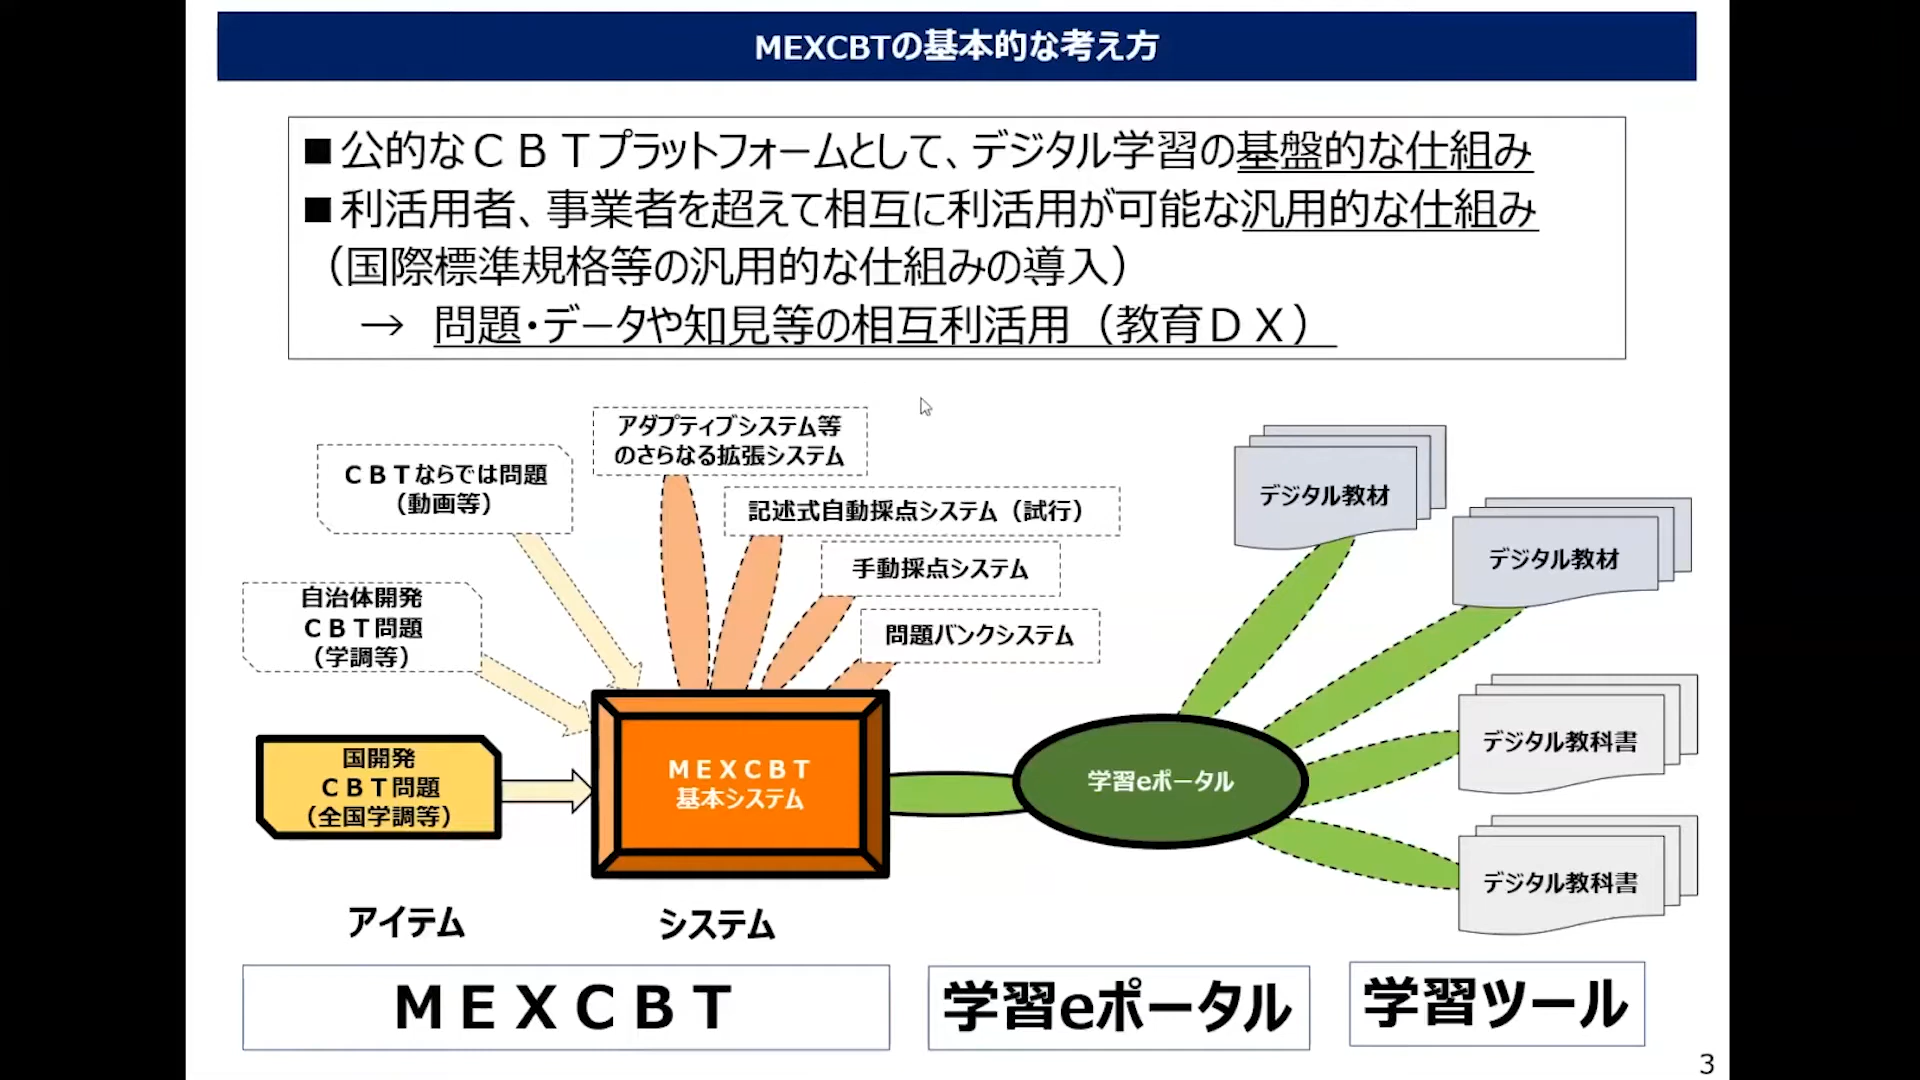 MEXCBTの基本的な考え方
■公的なＣＢＴプラットフォームとして、デジタル学習の基盤的な仕組み
■利活用者、事業者を超えて相互に利活用が可能な汎用的な仕組み
（国際標準規格等の汎用的な仕組みの導入）
→ 問題・データや知見等の相互利活用（教育ＤＸ）
アダプティブシステム等
のさらなる拡張システム
ＣＢＴならでは問題
（動画等）
記述式自動採点システム（試行）
手動採点システム
問題バンクシステム
自治体開発
ＣＢＴ問題
（学調等）
国開発
ＣＢＴ問題
（全国学調等）
ＭＥＸＣＢＴ
基本システム
学習eポータル
デジタル教材
デジタル教材
デジタル教科書
デジタル教科書
アイテム
システム
ＭＥＸＣＢＴ
学習eポータル
学習ツール
3